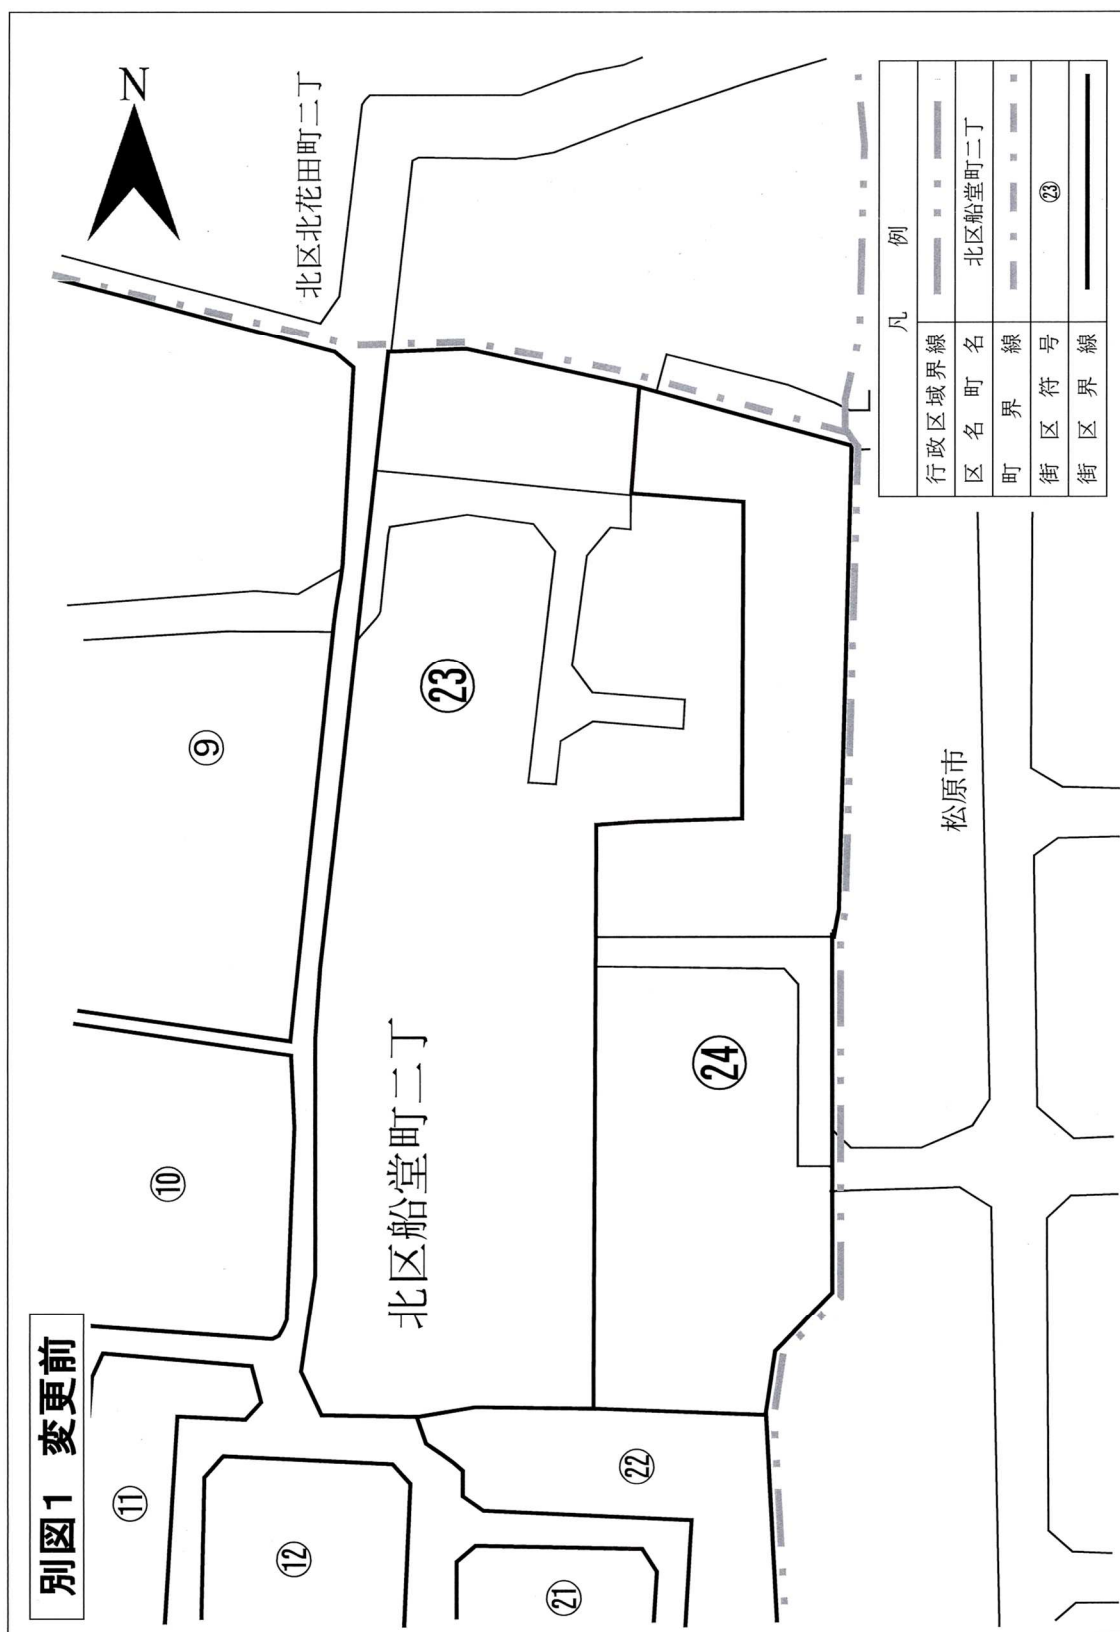 別図1 変更前
N
北区北花田町二丁
⑨
⑩
⑪
⑫
㉑
㉒
㉓
㉔
北区船堂町二丁
松原市
凡例
行政区域界線
区名町名 北区船堂町二丁
町界線
街区符号 ㉓
街区界線